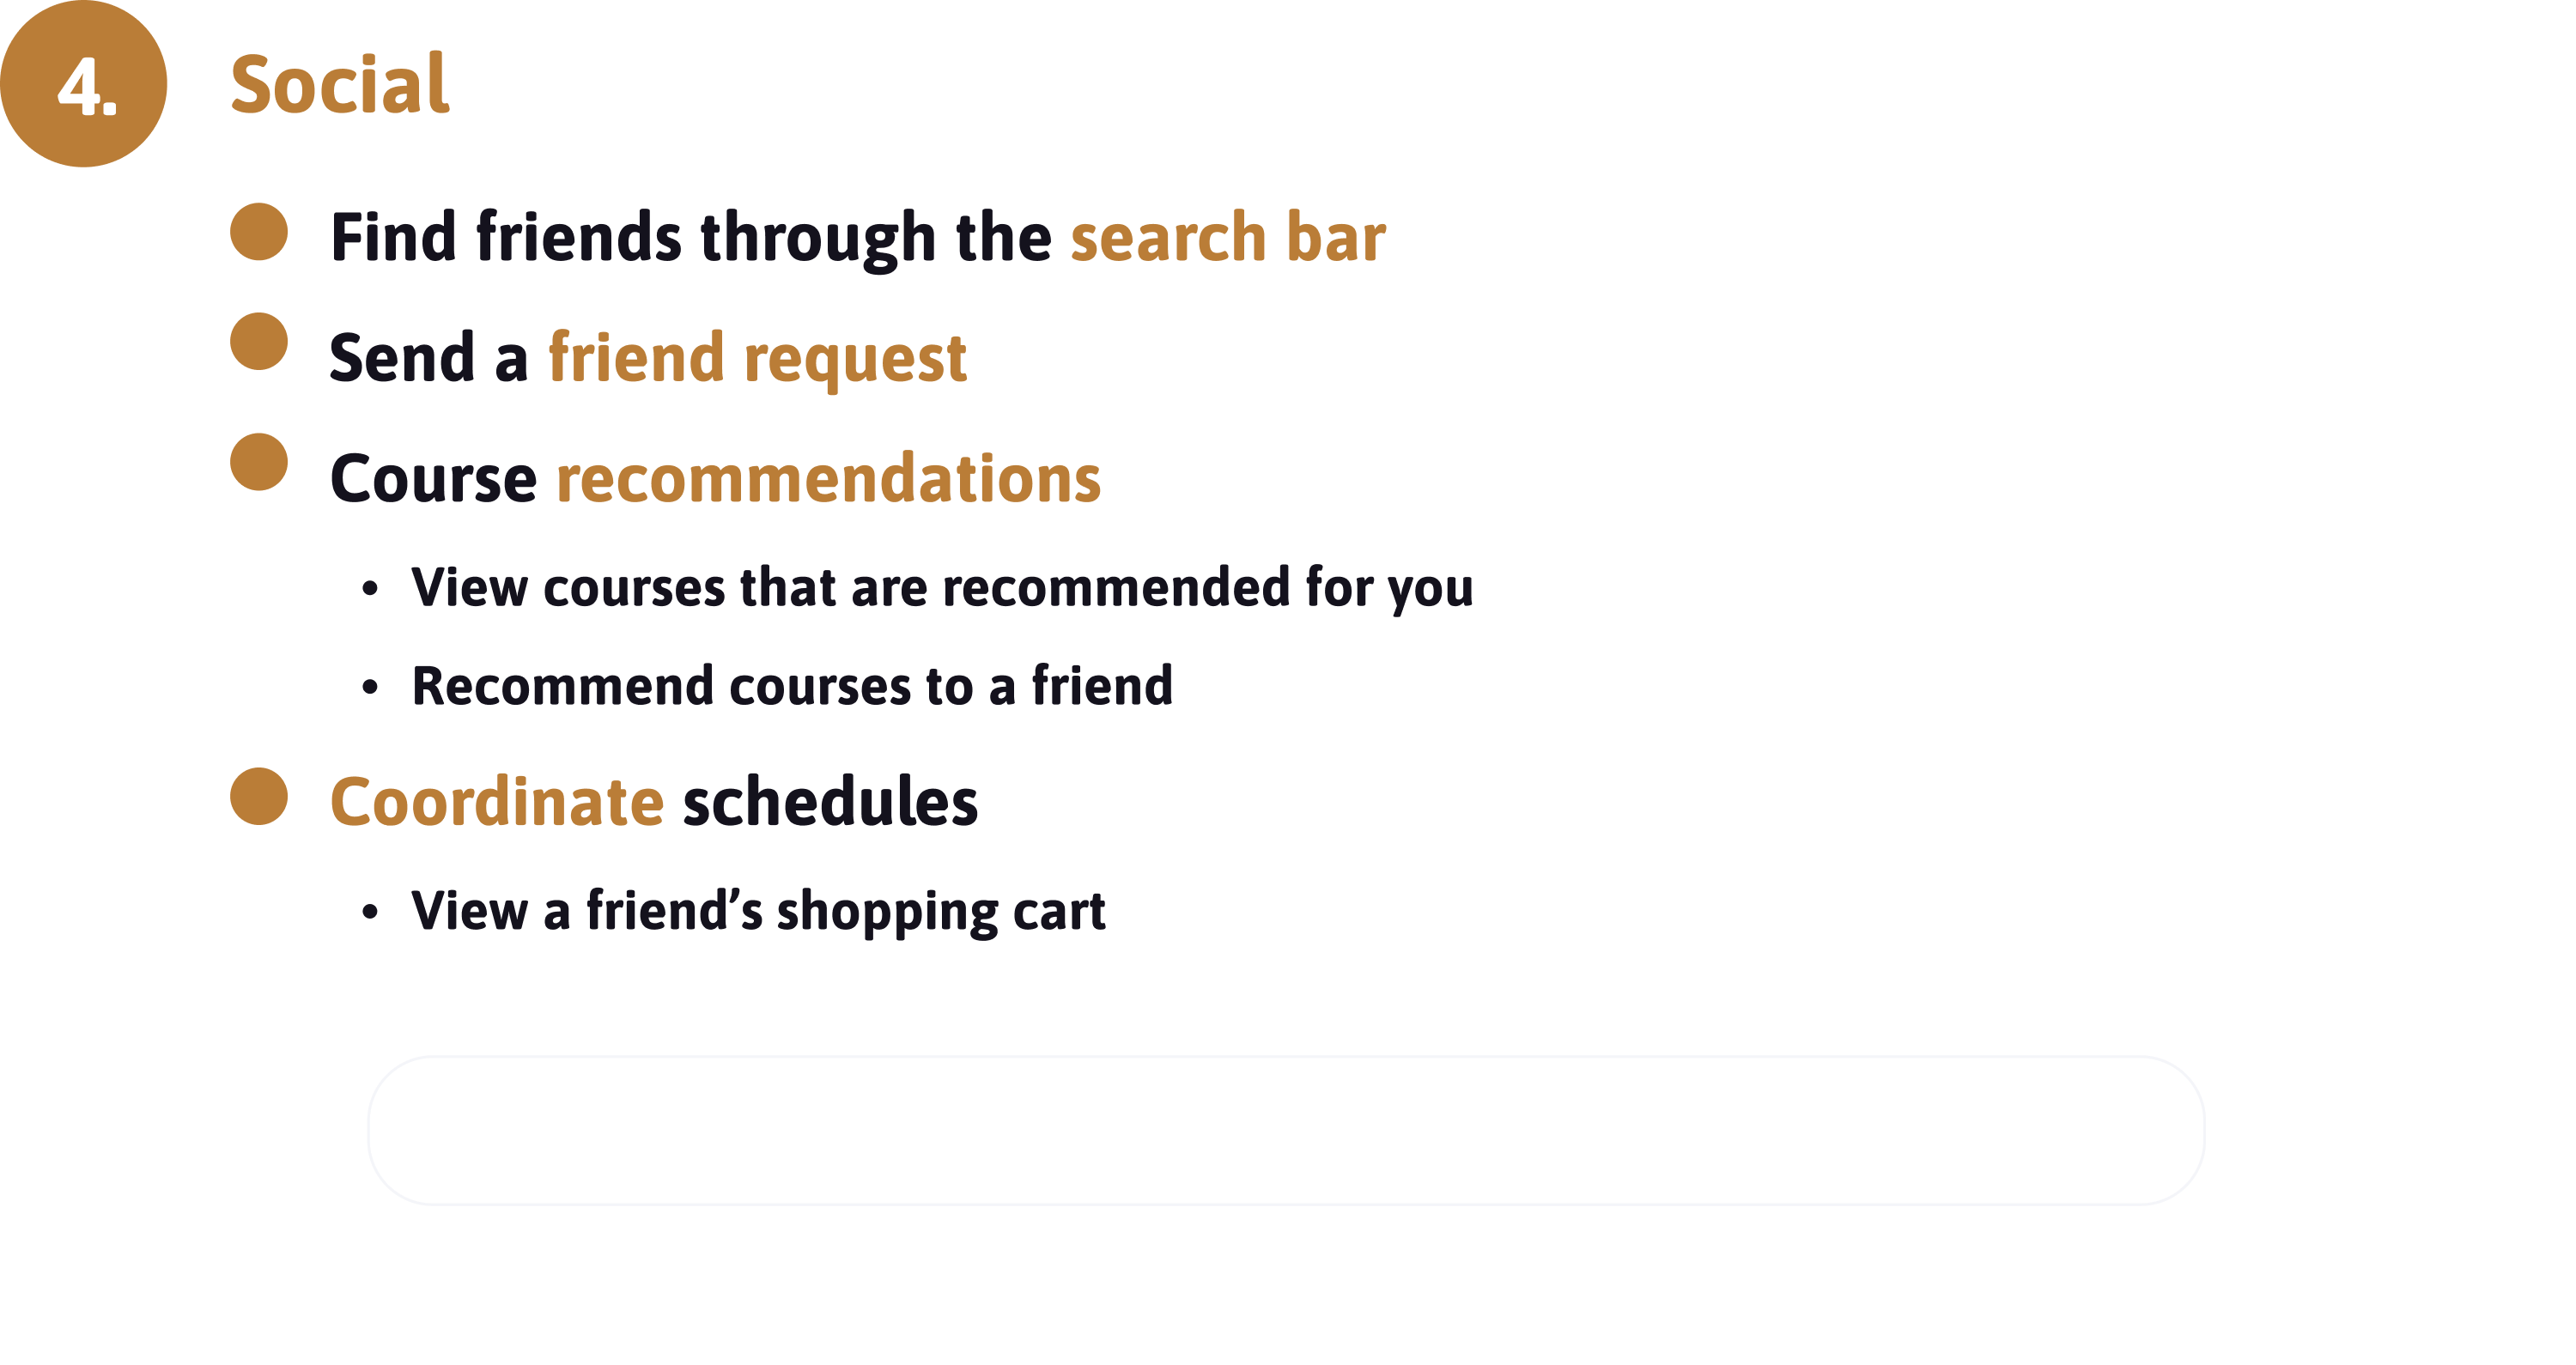 4. Social
Find friends through the search bar
Send a friend request
Course recommendations
• View courses that are recommended for you
• Recommend courses to a friend
Coordinate schedules
• View a friend’s shopping cart